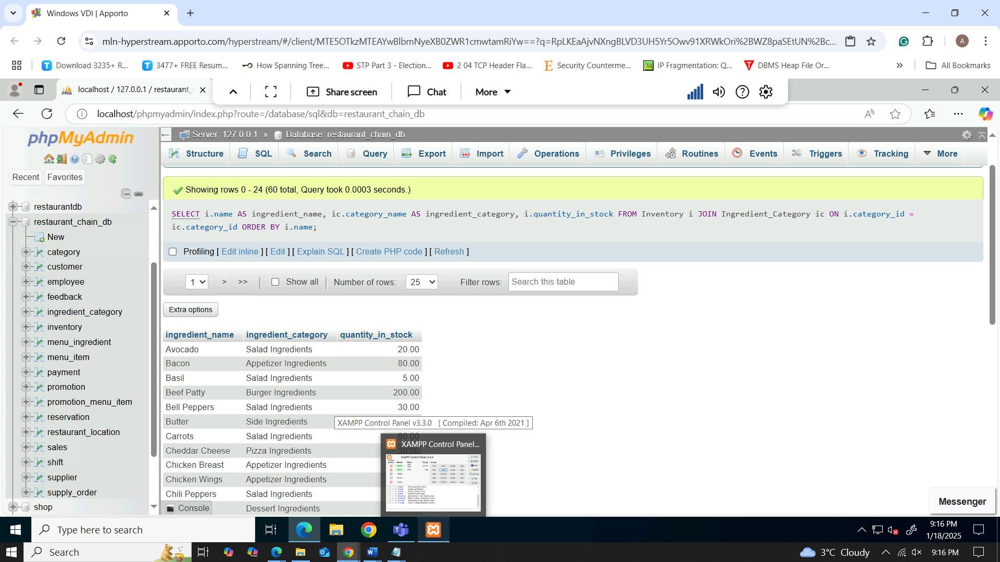 Windows VDI | Apporto
mln-hyperstream.apporto.com/hyperstream/#/client/MTE5OTkzMTEAYwBlbmNyeXB0ZWR1cmwtamRiYw==?q=RpLKEaAjvNXngBLVD3UH5Yr5Owv91XRWkOri%2BWZ8paSEtUN%2Bc...
A
Download 3235+ R...
3477+ FREE Resum...
How Spanning Tree...
STP Part 3 - Election...
2 04 TCP Header Fla...
Security Counterme...
IP Fragmentation: Q...
DBMS Heap File Or...
All Bookmarks
localhost / 127.0.0.1 / restaurant_
Share screen
Chat
More
localhost/phpmyadmin/index.php?route=/database/sql&db=restaurant_chain_db
phpMyAdmin
Recent
Favorites
restaurantdb
restaurant_chain_db
New
category
customer
employee
feedback
ingredient_category
inventory
menu_ingredient
menu_item
payment
promotion
promotion_menu_item
reservation
restaurant_location
sales
shift
supplier
supply_order
shop
Server: 127.0.0.1 » Database: restaurant_chain_db
Structure SQL Search Query Export Import Operations Privileges Routines Events Triggers Tracking More
Showing rows 0 - 24 (60 total, Query took 0.0003 seconds.)
SELECT i.name AS ingredient_name, ic.category_name AS ingredient_category, i.quantity_in_stock FROM Inventory i JOIN Ingredient_Category ic ON i.category_id =
ic.category_id ORDER BY i.name;
Profiling [ Edit inline ] [ Edit ] [ Explain SQL ] [ Create PHP code ] [ Refresh ]
1 > >> | Show all | Number of rows: 25 Filter rows: Search this table
Extra options
ingredient_name ingredient_category quantity_in_stock
Avocado Salad Ingredients 20.00
Bacon Appetizer Ingredients 80.00
Basil Salad Ingredients 5.00
Beef Patty Burger Ingredients 200.00
Bell Peppers Salad Ingredients 30.00
Butter Side Ingredients
XAMPP Control Panel v3.3.0 [ Compiled: Apr 6th 2021 ]
Carrots Salad Ingredients 60.00
Cheddar Cheese Pizza Ingredients 30.00
XAMPP Control Panel...
Chicken Breast Appetizer Ingredients
Chicken Wings Appetizer Ingredients
Chili Peppers Salad Ingredients
Console
Dessert Ingredients
Messenger
Type here to search
9:16 PM
1/18/2025
Search
3°C Cloudy
9:16 PM